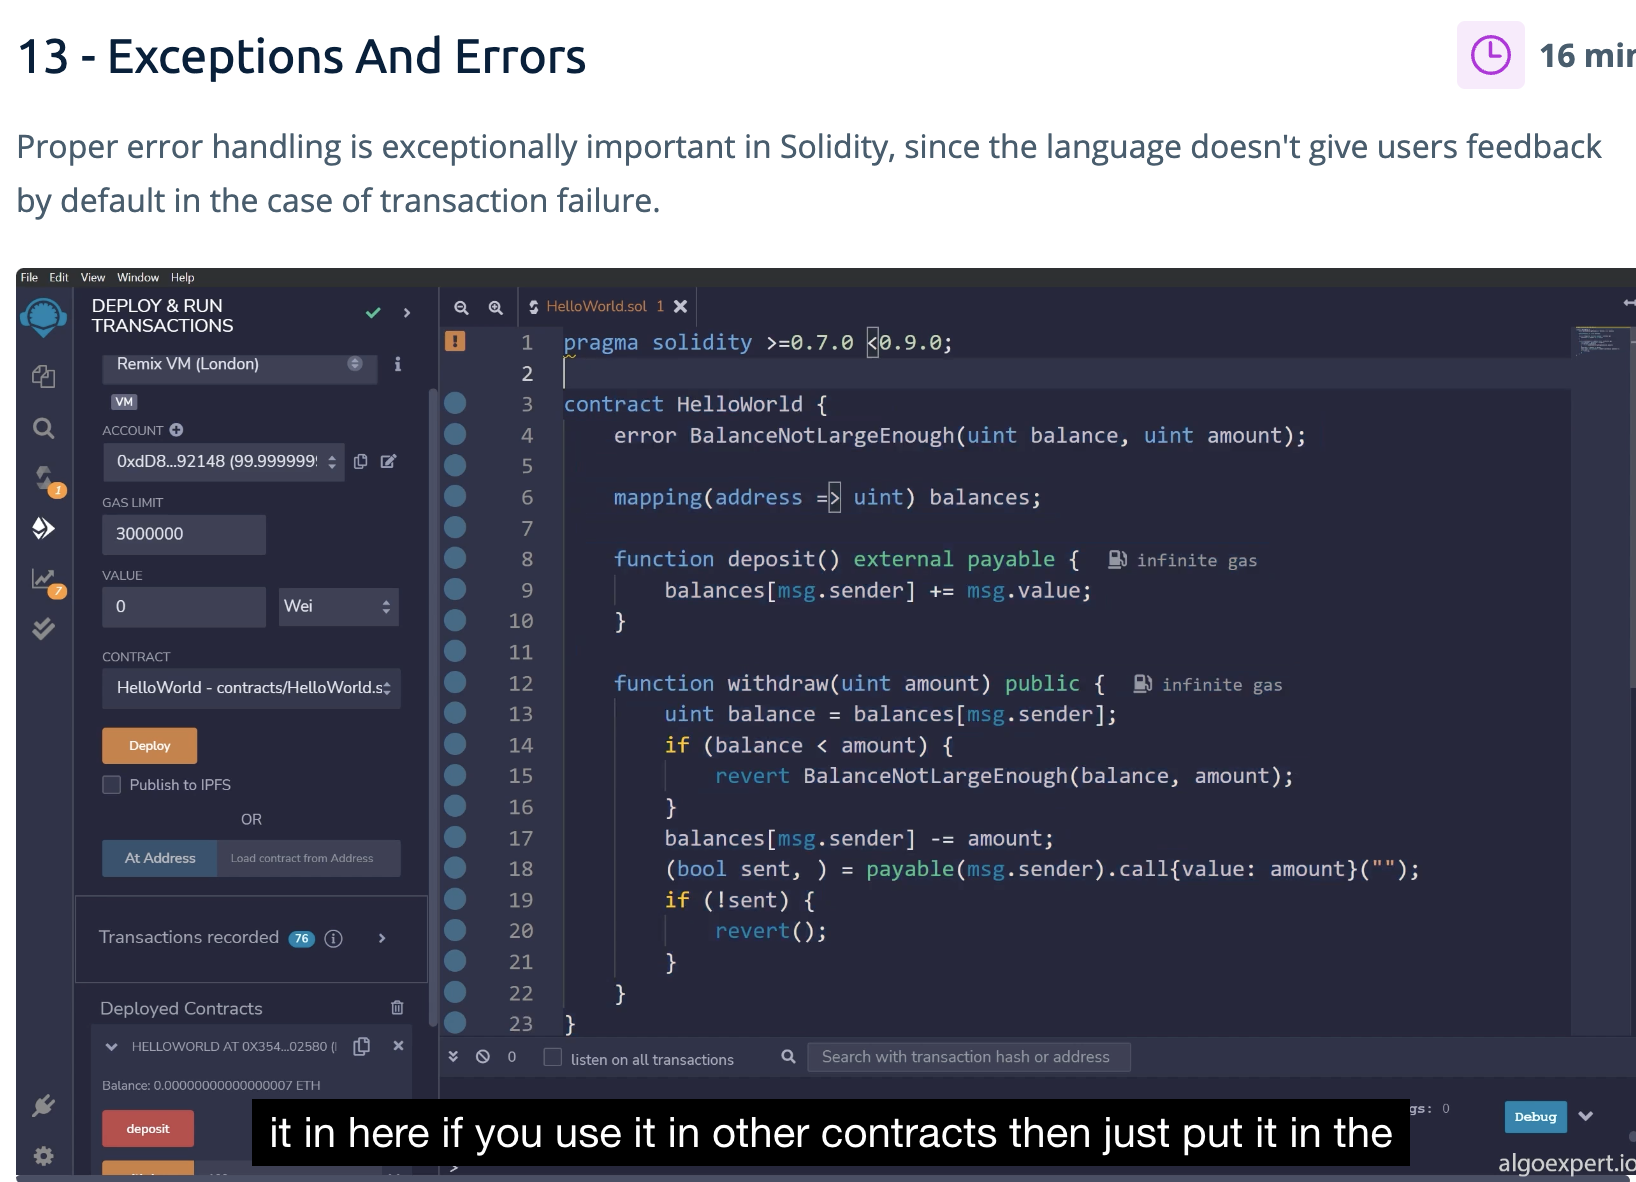 13 - Exceptions And Errors
16 min
Proper error handling is exceptionally important in Solidity, since the language doesn't give users feedback
by default in the case of transaction failure.
File Edit View Window Help
DEPLOY & RUN
TRANSACTIONS
Remix VM (London)
VM
ACCOUNT
0xdD8...92148 (99.9999999
GAS LIMIT
3000000
VALUE
0
Wei
CONTRACT
HelloWorld - contracts/HelloWorld.s
Deploy
Publish to IPFS
OR
At Address
Load contract from Address
Transactions recorded 76
Deployed Contracts
HELLOWORLD AT 0X354...02580 (
Balance: 0.00000000000000007 ETH
deposit
1
7
HelloWorld.sol 1
1 pragma solidity >=0.7.0 <0.9.0;
2
3 contract HelloWorld {
4 error BalanceNotLargeEnough(uint balance, uint amount);
5
6 mapping(address => uint) balances;
7
8 function deposit() external payable { infinite gas
9 balances[msg.sender] += msg.value;
10 }
11
12 function withdraw(uint amount) public { infinite gas
13 uint balance = balances[msg.sender];
14 if (balance < amount) {
15 revert BalanceNotLargeEnough(balance, amount);
16 }
17 balances[msg.sender] -= amount;
18 (bool sent, ) = payable(msg.sender).call{value: amount}("");
19 if (!sent) {
20 revert();
21 }
22 }
23 }
0 listen on all transactions
Search with transaction hash or address
gs: 0
Debug
it in here if you use it in other contracts then just put it in the
>
algoexpert.io